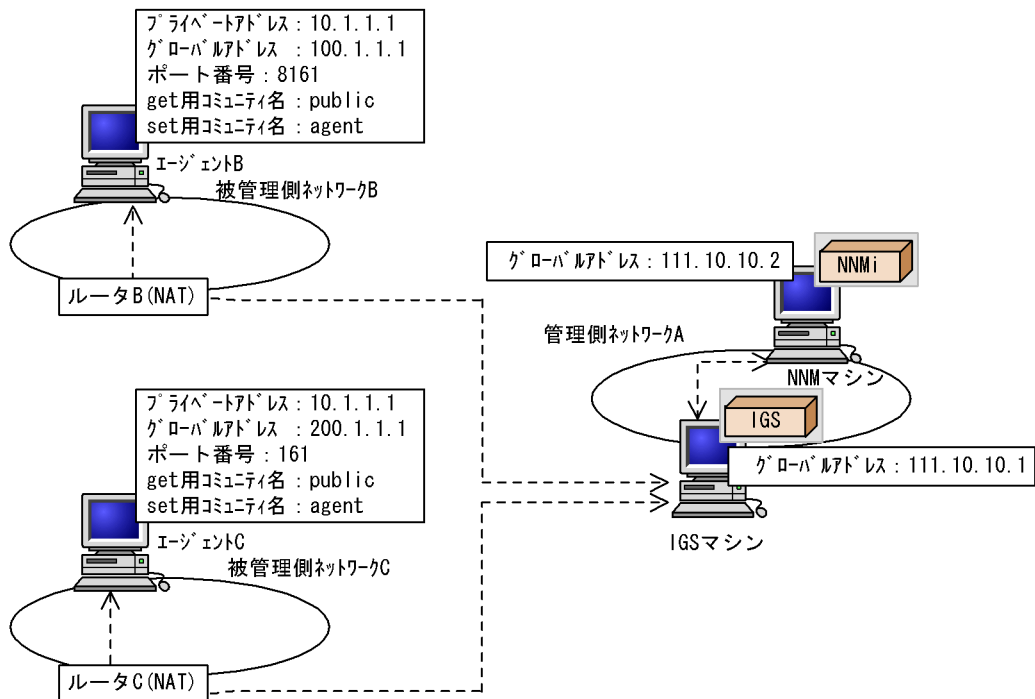 プライベートアドレス：10.1.1.1
グローバルアドレス ：100.1.1.1
ポート番号：8161
get用コミュニティ名：public
set用コミュニティ名：agent
エージェントB
被管理側ネットワークB
ルータB(NAT)
グローバルアドレス：111.10.10.2
NNMi
管理側ネットワークA
NNMマシン
IGS
グローバルアドレス：111.10.10.1
IGSマシン
プライベートアドレス：10.1.1.1
グローバルアドレス ：200.1.1.1
ポート番号：161
get用コミュニティ名：public
set用コミュニティ名：agent
エージェントC
被管理側ネットワークC
ルータC(NAT)